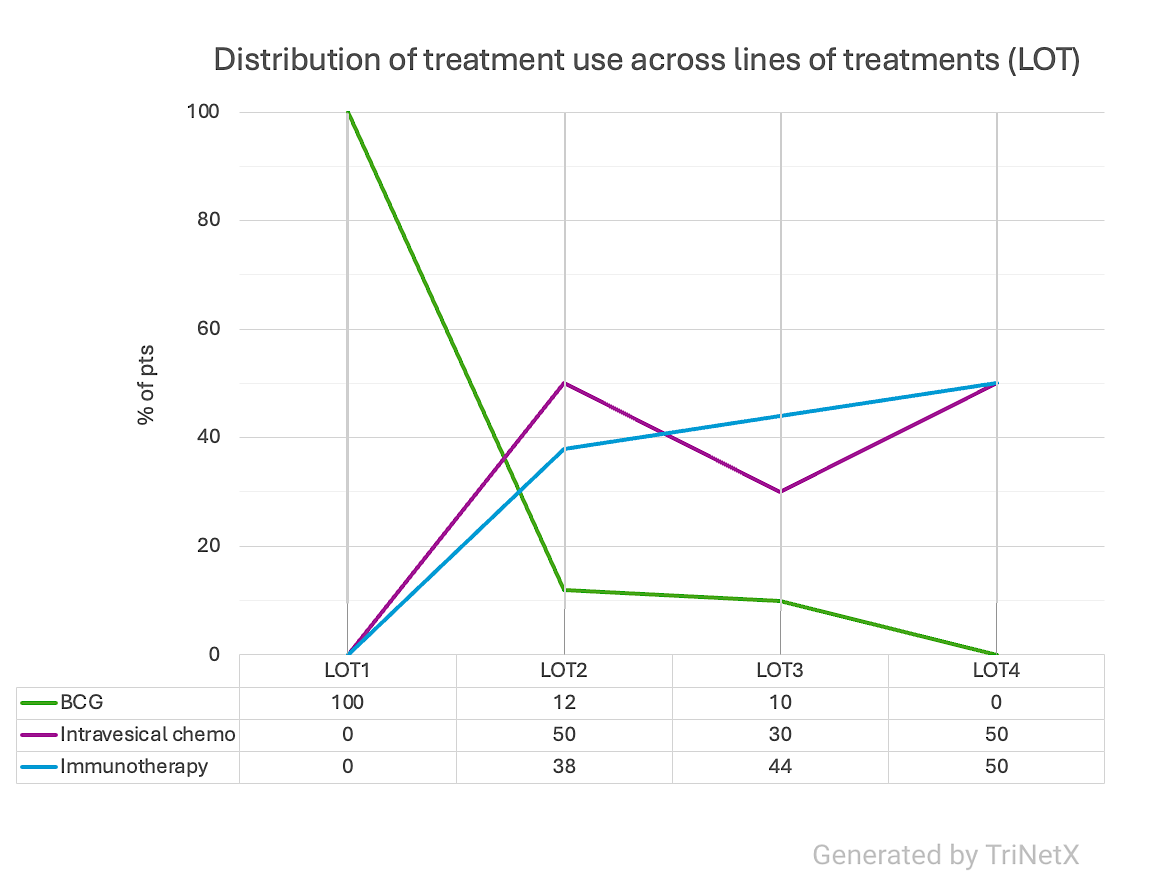 Distribution of treatment use across lines of treatments (LOT)
100
80
60
40
20
0
% of pts
LOT1 LOT2 LOT3 LOT4
BCG 100 12 10 0
Intravesical chemo 0 50 30 50
Immunotherapy 0 38 44 50
Generated by TriNetX